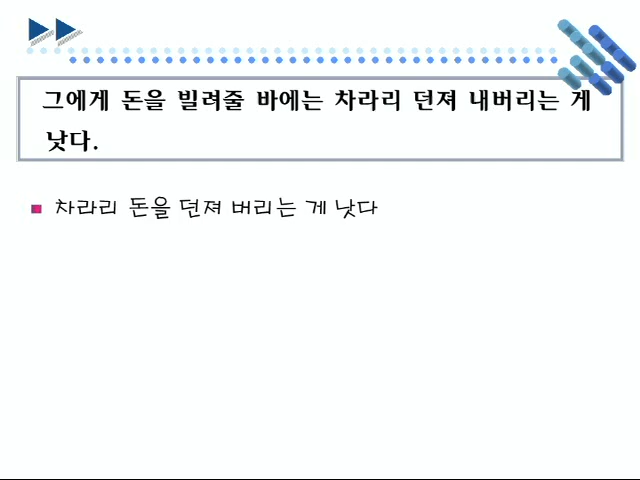 그에게 돈을 빌려줄 바에는 차라리 던져 내버리는 게
낫다.
차라리 돈을 던져 버리는 게 낫다